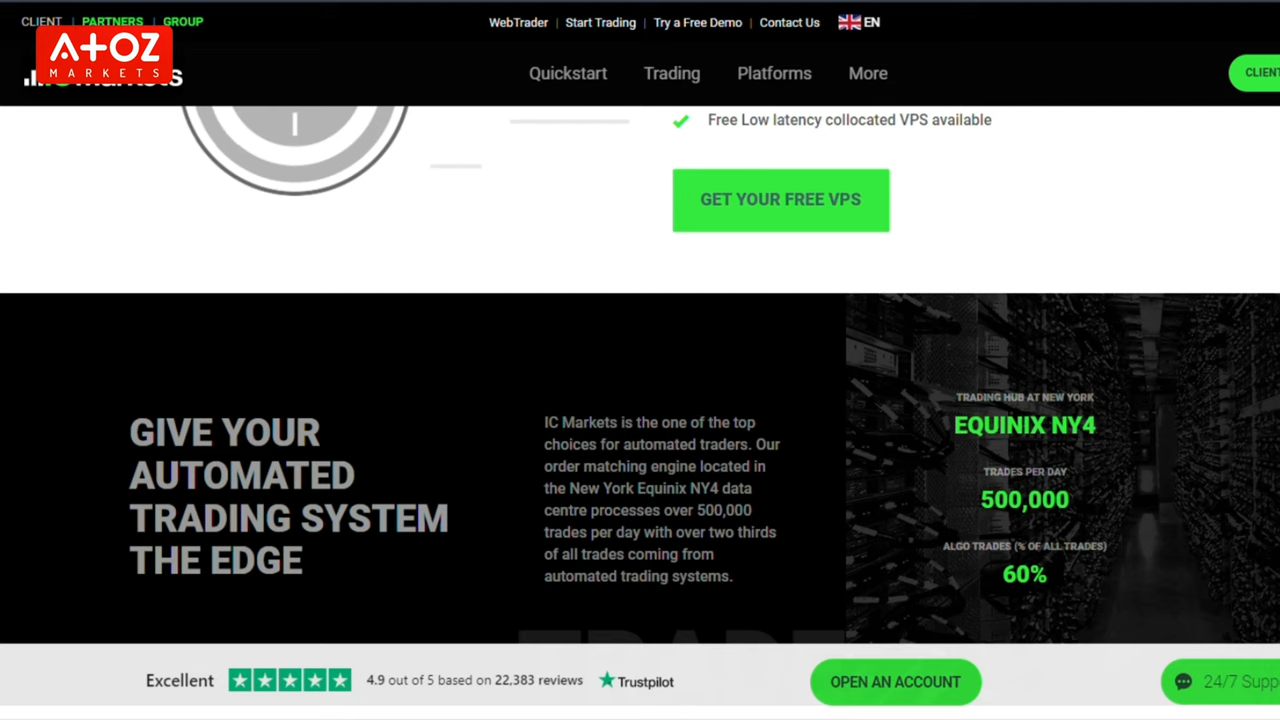 CLIENT | PARTNERS | GROUP
WebTrader | Start Trading | Try a Free Demo | Contact Us EN
A+OZ
MARKETS
Quickstart Trading Platforms More
CLIENT
Free Low latency collocated VPS available
GET YOUR FREE VPS
GIVE YOUR
AUTOMATED
TRADING SYSTEM
THE EDGE
IC Markets is the one of the top
choices for automated traders. Our
order matching engine located in
the New York Equinix NY4 data
centre processes over 500,000
trades per day with over two thirds
of all trades coming from
automated trading systems.
TRADING HUB AT NEW YORK
EQUINIX NY4
TRADES PER DAY
500,000
ALGO TRADES (% OF ALL TRADES)
60%
Excellent 4.9 out of 5 based on 22,383 reviews Trustpilot
OPEN AN ACCOUNT
24/7 Supp